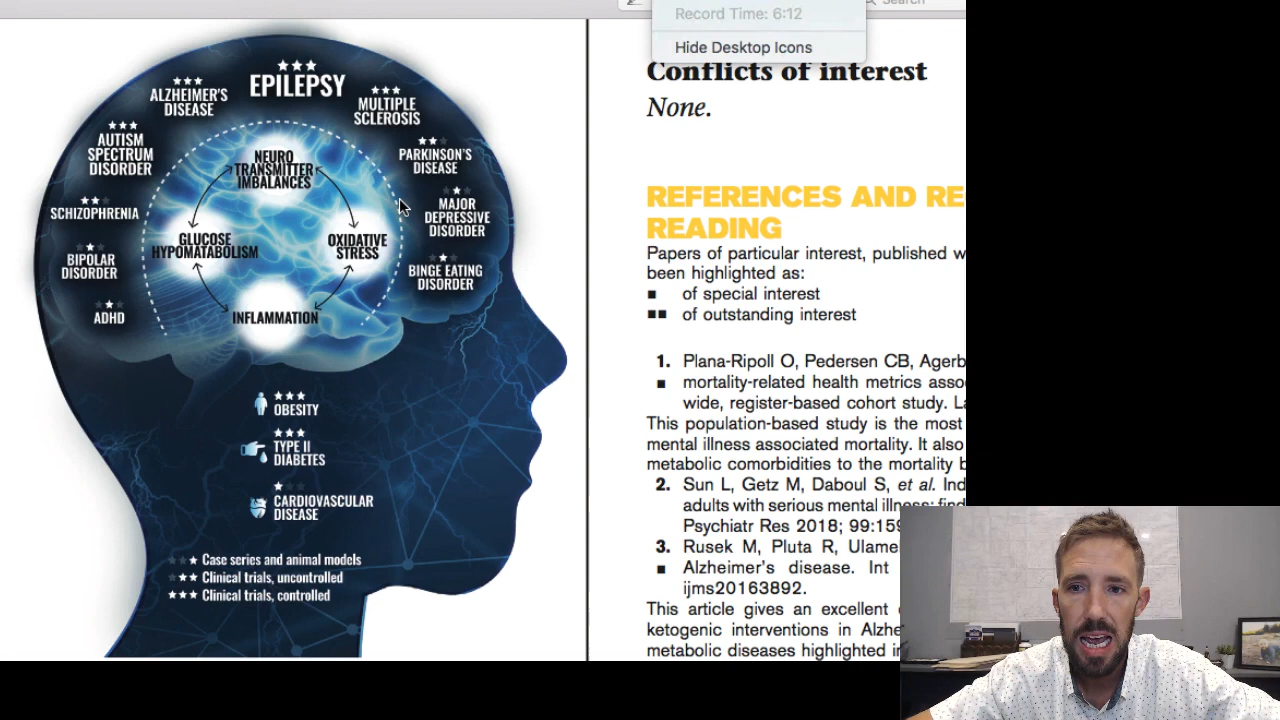 Search
Record Time: 6:12
Hide Desktop Icons
EPILEPSY
ALZHEIMER'S
DISEASE
MULTIPLE
SCLEROSIS
AUTISM
SPECTRUM
DISORDER
PARKINSON'S
DISEASE
SCHIZOPHRENIA
MAJOR
DEPRESSIVE
DISORDER
BIPOLAR
DISORDER
BINGE EATING
DISORDER
ADHD
NEURO
TRANSMITTER
IMBALANCES
GLUCOSE
HYPOMATABOLISM
OXIDATIVE
STRESS
INFLAMMATION
OBESITY
TYPE II
DIABETES
CARDIOVASCULAR
DISEASE
Case series and animal models
Clinical trials, uncontrolled
Clinical trials, controlled
Conflicts of interest
None.
REFERENCES AND RE
READING
Papers of particular interest, published w
been highlighted as:
■ of special interest
■■ of outstanding interest
1. Plana-Ripoll O, Pedersen CB, Agerb
■ mortality-related health metrics asso
wide, register-based cohort study. La
This population-based study is the most
mental illness associated mortality. It also
metabolic comorbidities to the mortality b
2. Sun L, Getz M, Daboul S, et al. Ind
adults with serious mental illness: find
Psychiatr Res 2018; 99:159
3. Rusek M, Pluta R, Ulame
■ Alzheimer's disease. Int
ijms20163892.
This article gives an excellent
ketogenic interventions in Alzhe
metabolic diseases highlighted in